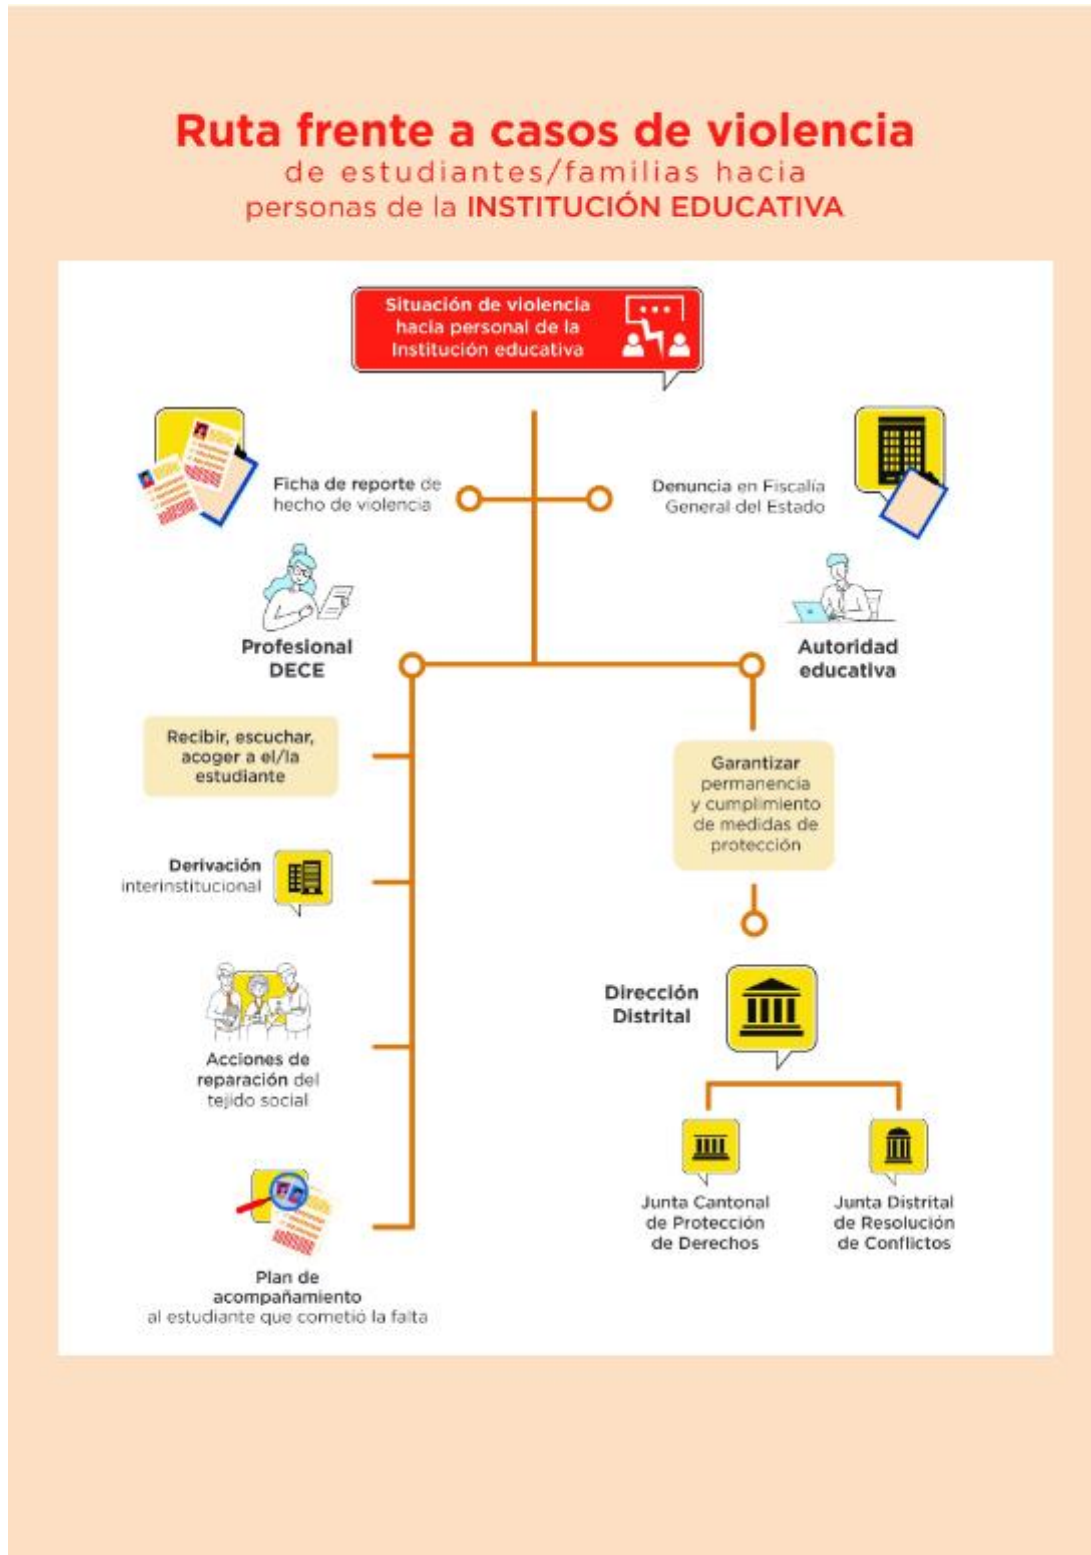 Ruta frente a casos de violencia
de estudiantes/familias hacia
personas de la INSTITUCIÓN EDUCATIVA
Situación de violencia
hacia personal de la
Institución educativa
Ficha de reporte de
hecho de violencia
Denuncia en Fiscalía
General del Estado
Profesional
DECE
Autoridad
educativa
Recibir, escuchar,
acoger a el/la
estudiante
Derivación
interinstitucional
Acciones de
reparación del
tejido social
Plan de
acompañamiento
al estudiante que cometió la falta
Garantizar
permanencia
y cumplimiento
de medidas de
protección
Dirección
Distrital
Junta Cantonal
de Protección
de Derechos
Junta Distrital
de Resolución
de Conflictos